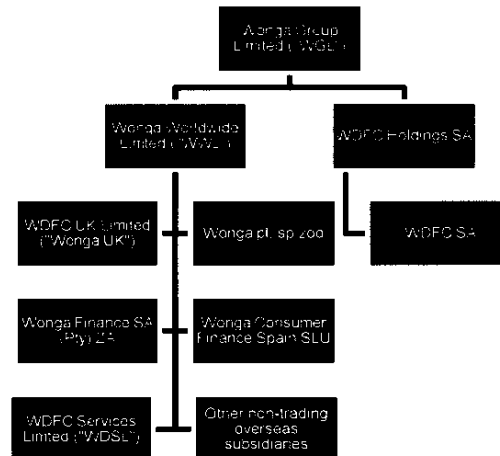 Wonga Group
Limited ("WGL")
Wonga Worldwide
Limited ("WWL")
WDFC Holdings SA
WDFC UK Limited
("Wonga UK")
Wonga pl. sp zoo
WDFC SA
Wonga Finance SA
(Pty) ZA
Wonga Consumer
Finance Spain SLU
WDFC Services
Limited ("WDSL")
Other non-trading
overseas
subsidiaries